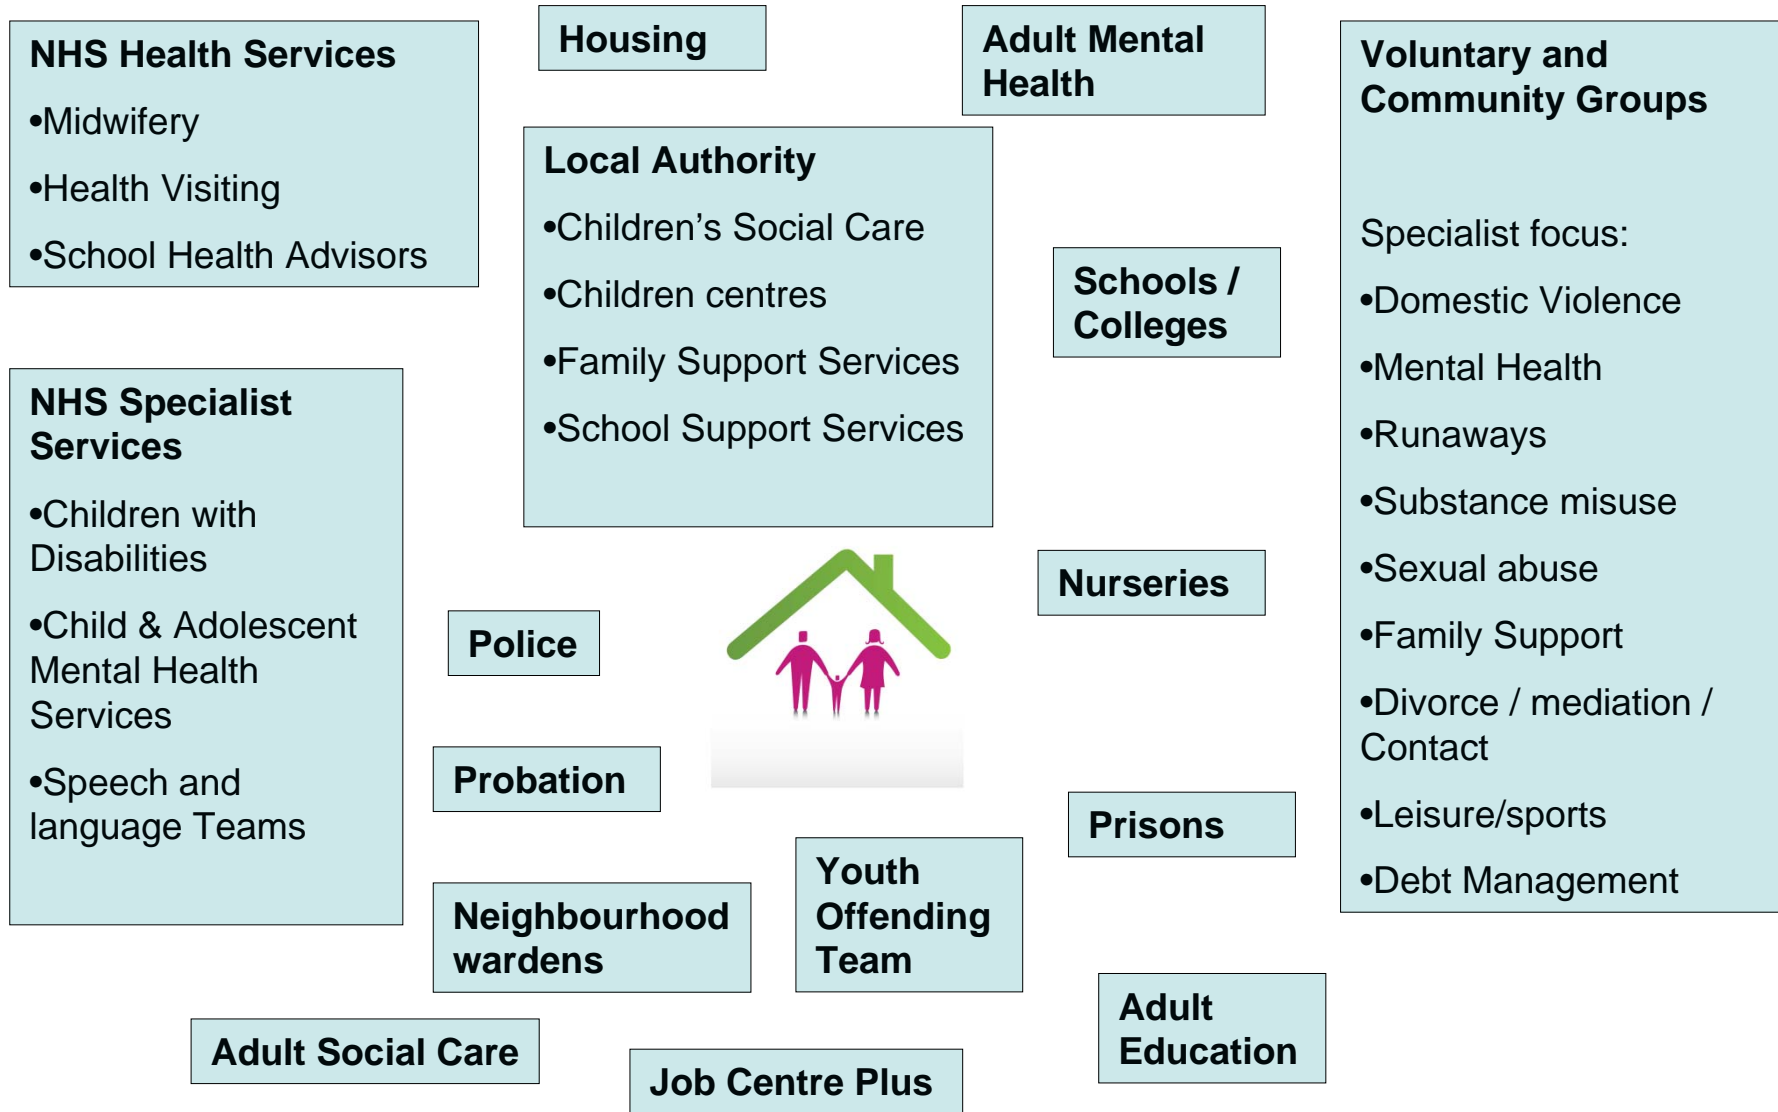 NHS Health Services
•Midwifery
•Health Visiting
•School Health Advisors
Housing
Adult Mental
Health
Voluntary and
Community Groups
Specialist focus:
•Domestic Violence
•Mental Health
•Runaways
•Substance misuse
•Sexual abuse
•Family Support
•Divorce / mediation /
Contact
•Leisure/sports
•Debt Management
Local Authority
•Children’s Social Care
•Children centres
•Family Support Services
•School Support Services
Schools /
Colleges
NHS Specialist
Services
•Children with
Disabilities
•Child & Adolescent
Mental Health
Services
•Speech and
language Teams
Nurseries
Police
Probation
Prisons
Neighbourhood
wardens
Youth
Offending
Team
Adult
Education
Adult Social Care
Job Centre Plus